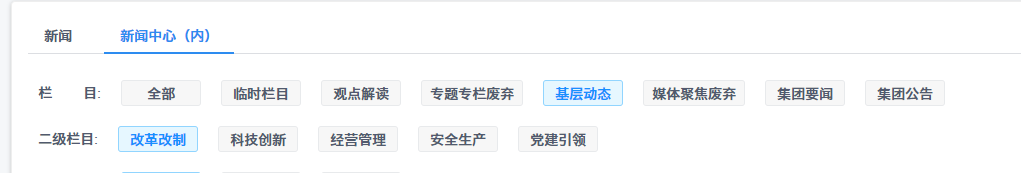 新闻 新闻中心（内）
栏 目: 全部 临时栏目 观点解读 专题专栏废弃 基层动态 媒体聚焦废弃 集团要闻 集团公告
二级栏目: 改革改制 科技创新 经营管理 安全生产 党建引领